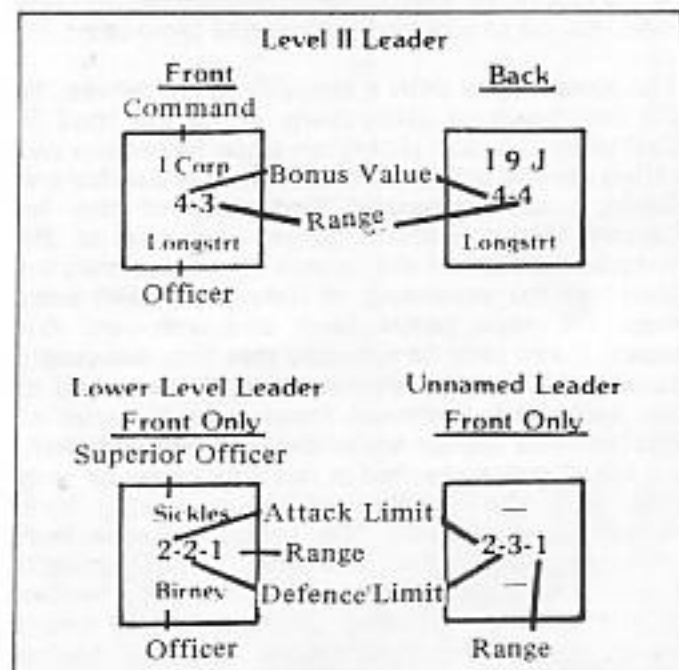 Level II Leader
Front Back
Command
1 Corp Bonus Value I 9 J
4-3 Range 4-4
Longstrt Longstrt
Officer
Lower Level Leader Unnamed Leader
Front Only Front Only
Superior Officer
Sickles Attack Limit —
2-2-1 Range 2-3-1
Birney Defence Limit —
Officer Range